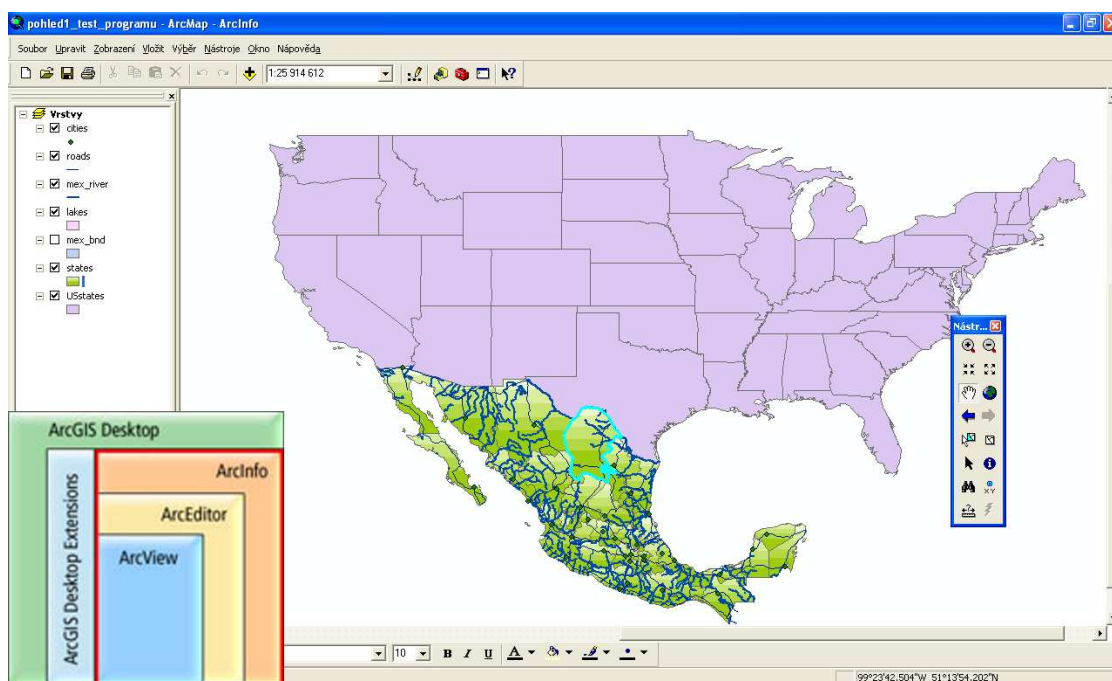 pohled1_test_programu - ArcMap - ArcInfo
Soubor Upravit Zobrazení Vložit Výběr Nástroje Okno Nápověda
1:25 914 612
Vrstvy
cities
roads
mex_river
lakes
mex_bnd
states
USstates
Nástr...
XY
ArcGIS Desktop
ArcGIS Desktop Extensions
ArcInfo
ArcEditor
ArcView
10 B I U A
99°23'42.504"W 51°13'54.202"N